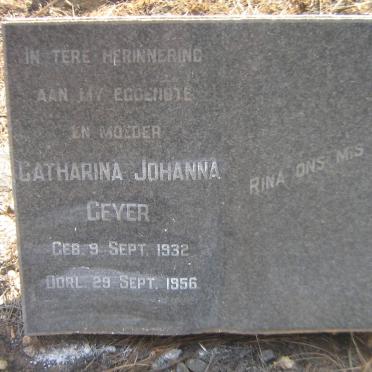 IN TERE HERINNERING
AAN MY EGGENOTE
EN MOEDER
CATHARINA JOHANNA
GEYER
GEB. 9 SEPT. 1932
OORL. 29 SEPT. 1956
RINA ONS MIS